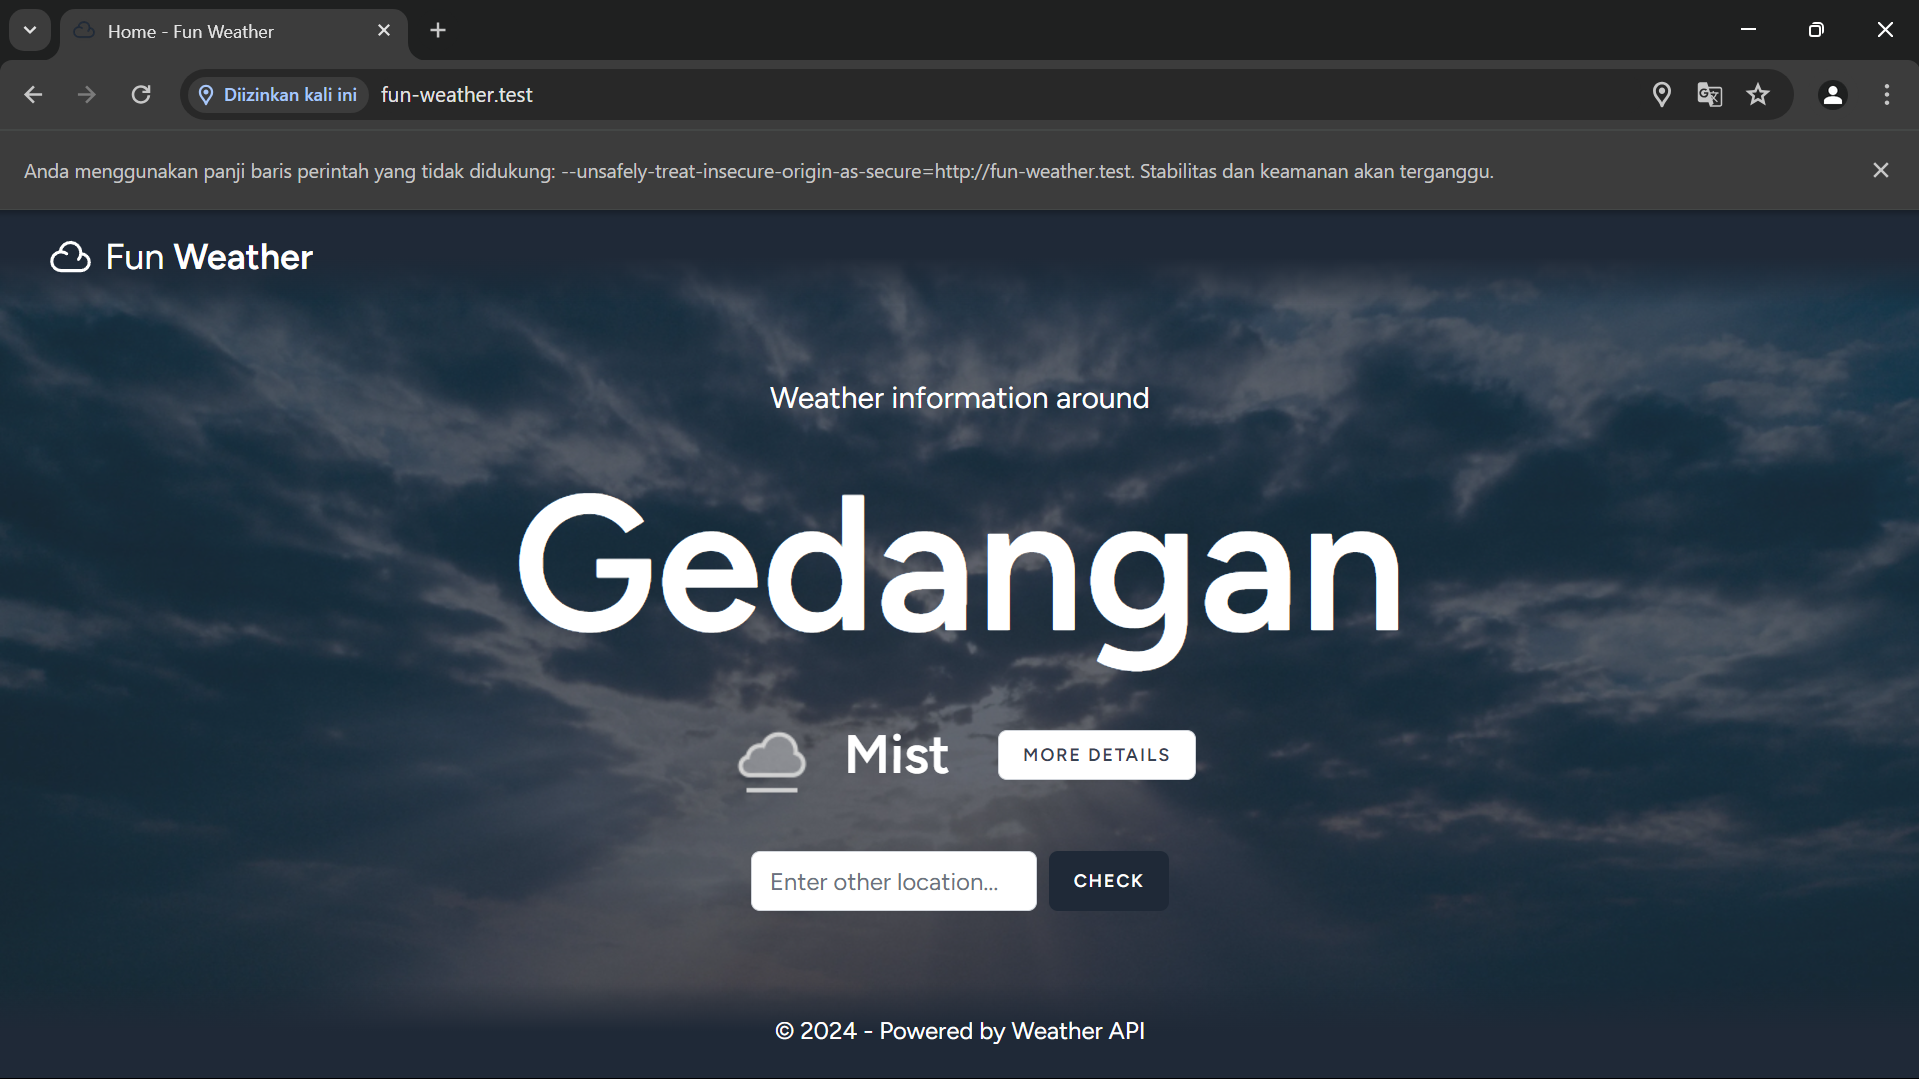 Home - Fun Weather
Diizinkan kali ini fun-weather.test
Anda menggunakan panji baris perintah yang tidak didukung: --unsafely-treat-insecure-origin-as-secure=http://fun-weather.test. Stabilitas dan keamanan akan terganggu.
Fun Weather
Weather information around
Gedangan
Mist MORE DETAILS
Enter other location... CHECK
© 2024 - Powered by Weather API